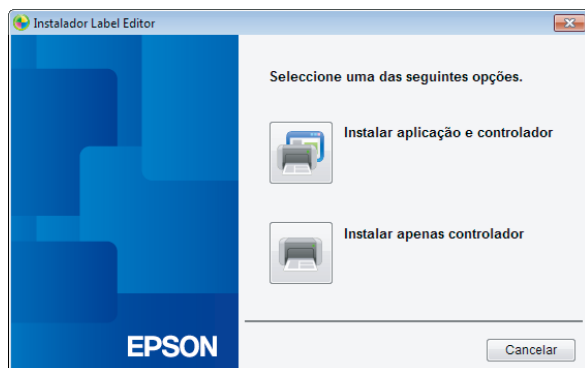 Instalador Label Editor
Seleccione uma das seguintes opções.
Instalar aplicação e controlador
Instalar apenas controlador
EPSON
Cancelar